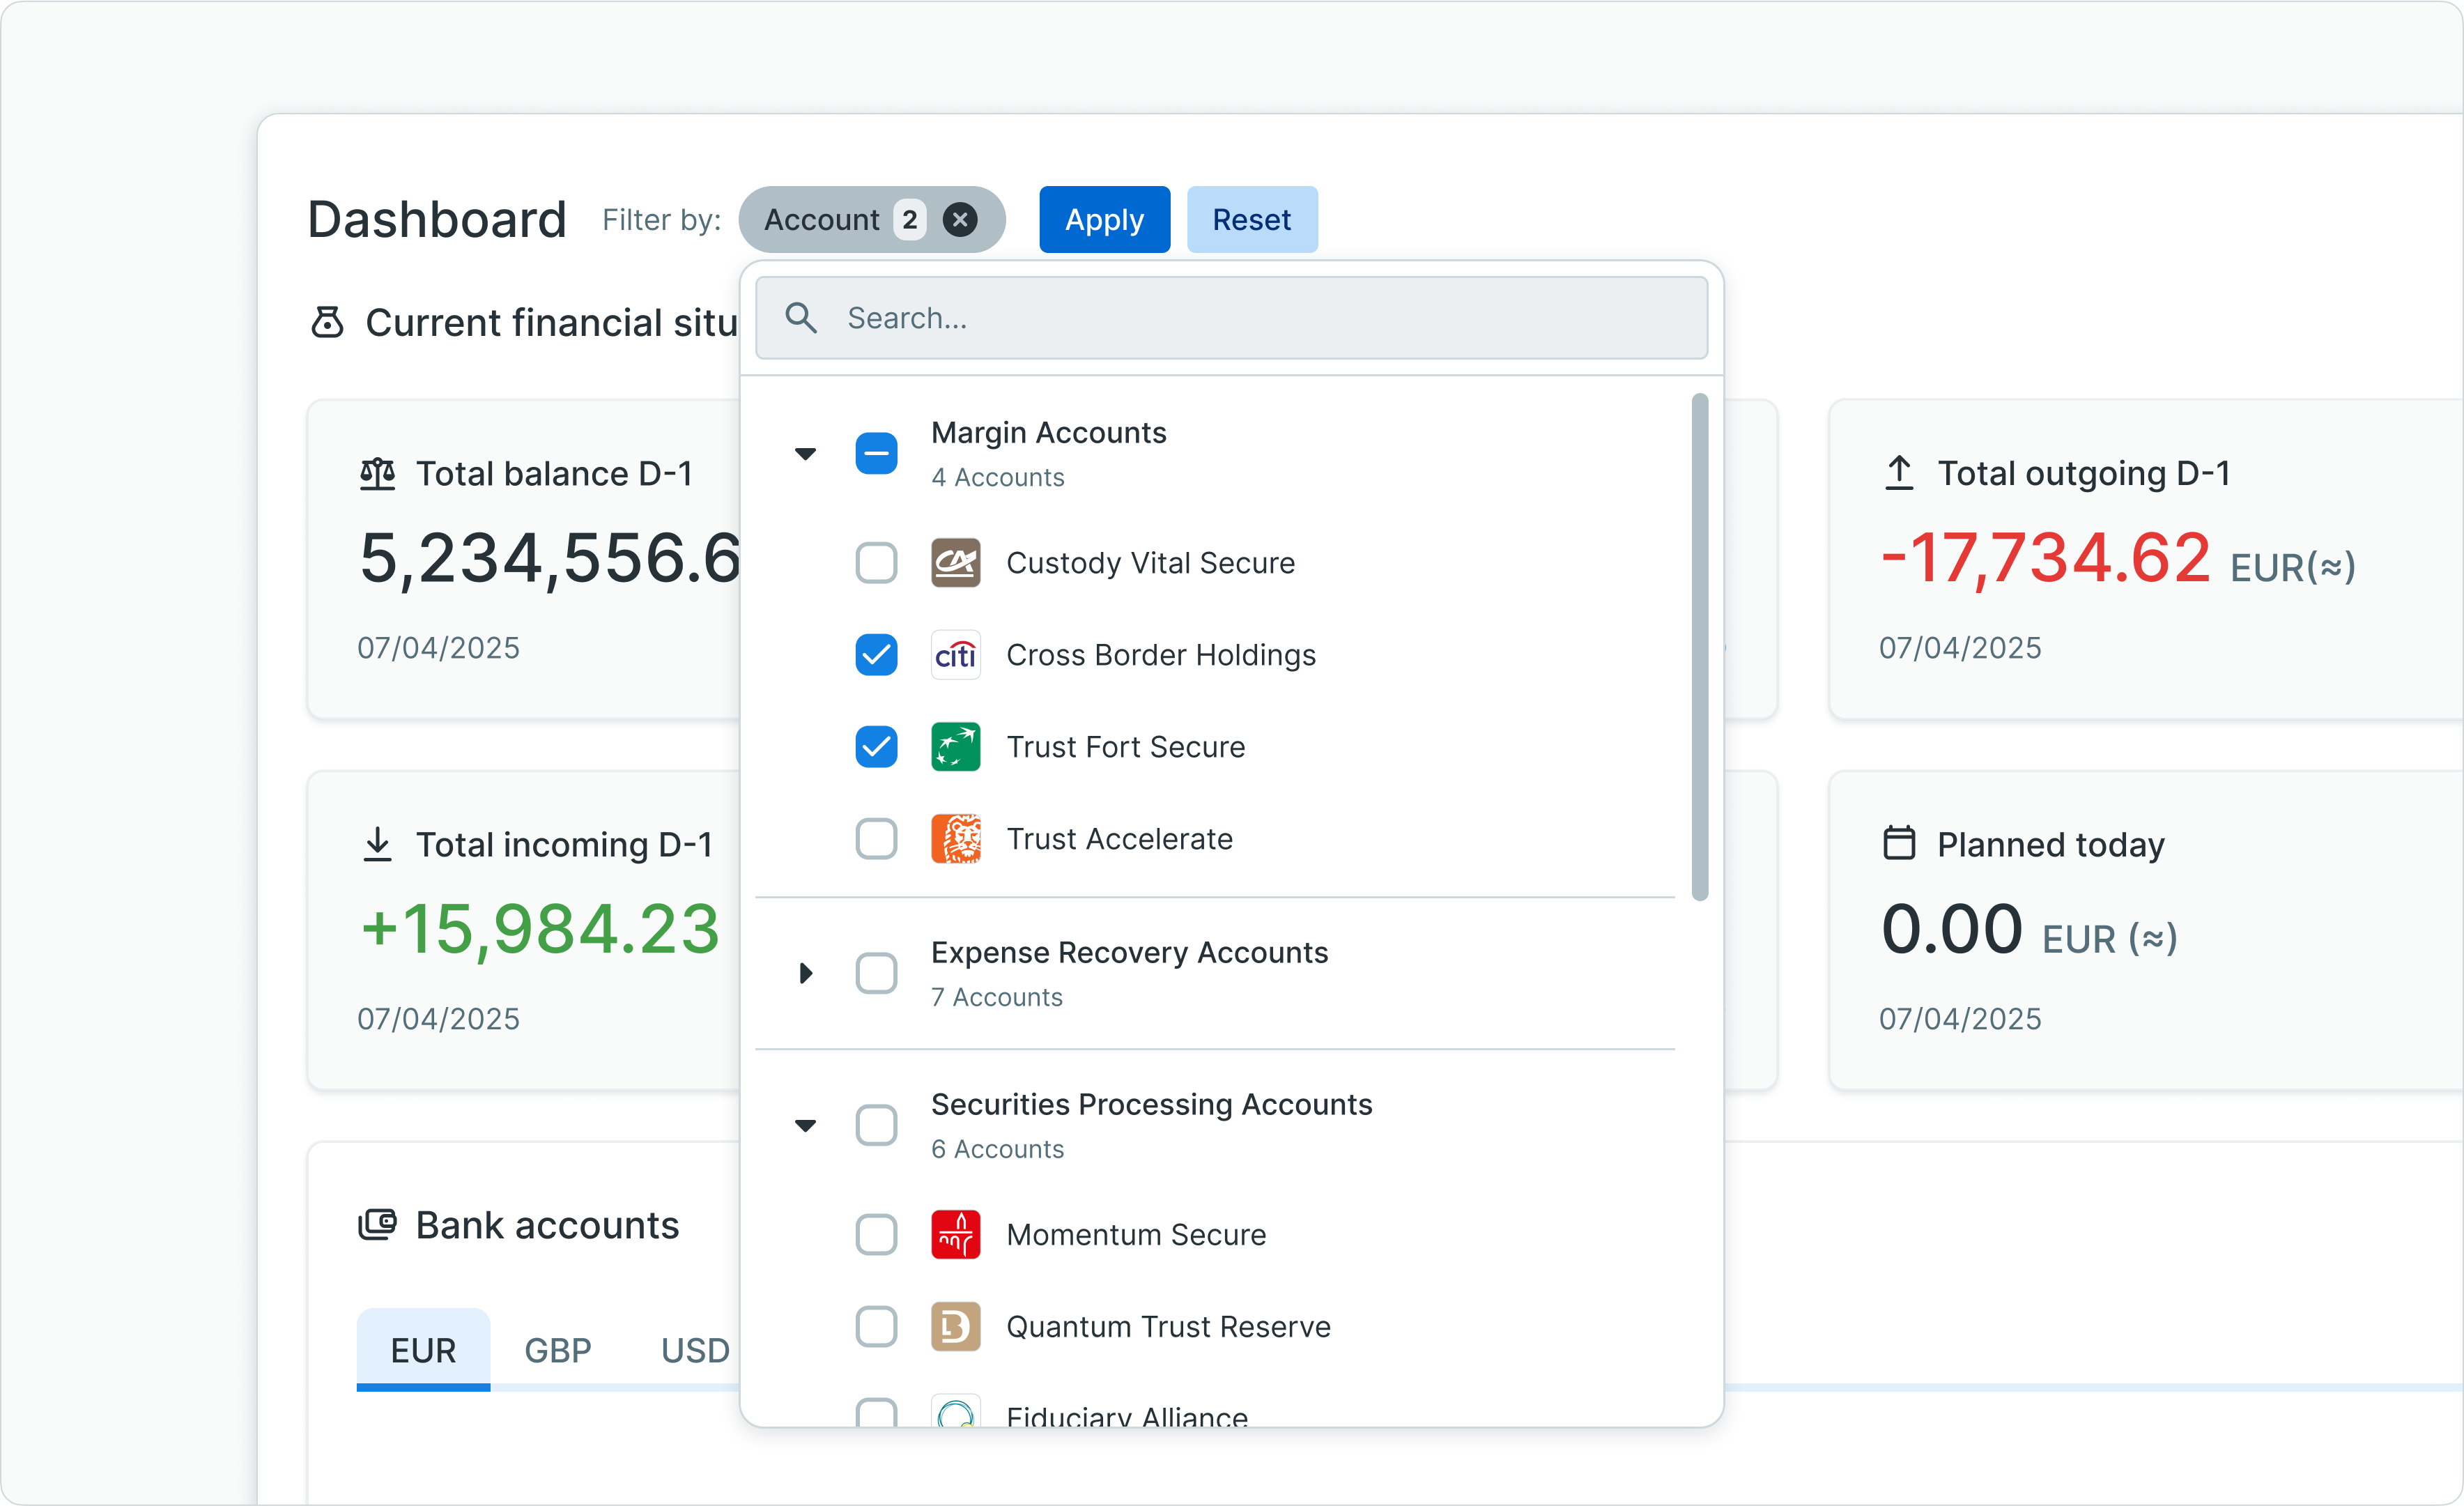 Dashboard Filter by: Account 2 Apply Reset
Search...
Current financial situ
Margin Accounts
4 Accounts
Total balance D-1
5,234,556.6
07/04/2025
Total outgoing D-1
-17,734.62 EUR(≈)
07/04/2025
Custody Vital Secure
citi Cross Border Holdings
Trust Fort Secure
Trust Accelerate
Total incoming D-1
+15,984.23
07/04/2025
Planned today
0.00 EUR (≈)
07/04/2025
Expense Recovery Accounts
7 Accounts
Securities Processing Accounts
6 Accounts
Momentum Secure
Quantum Trust Reserve
Fiduciary Alliance
Bank accounts
EUR GBP USD